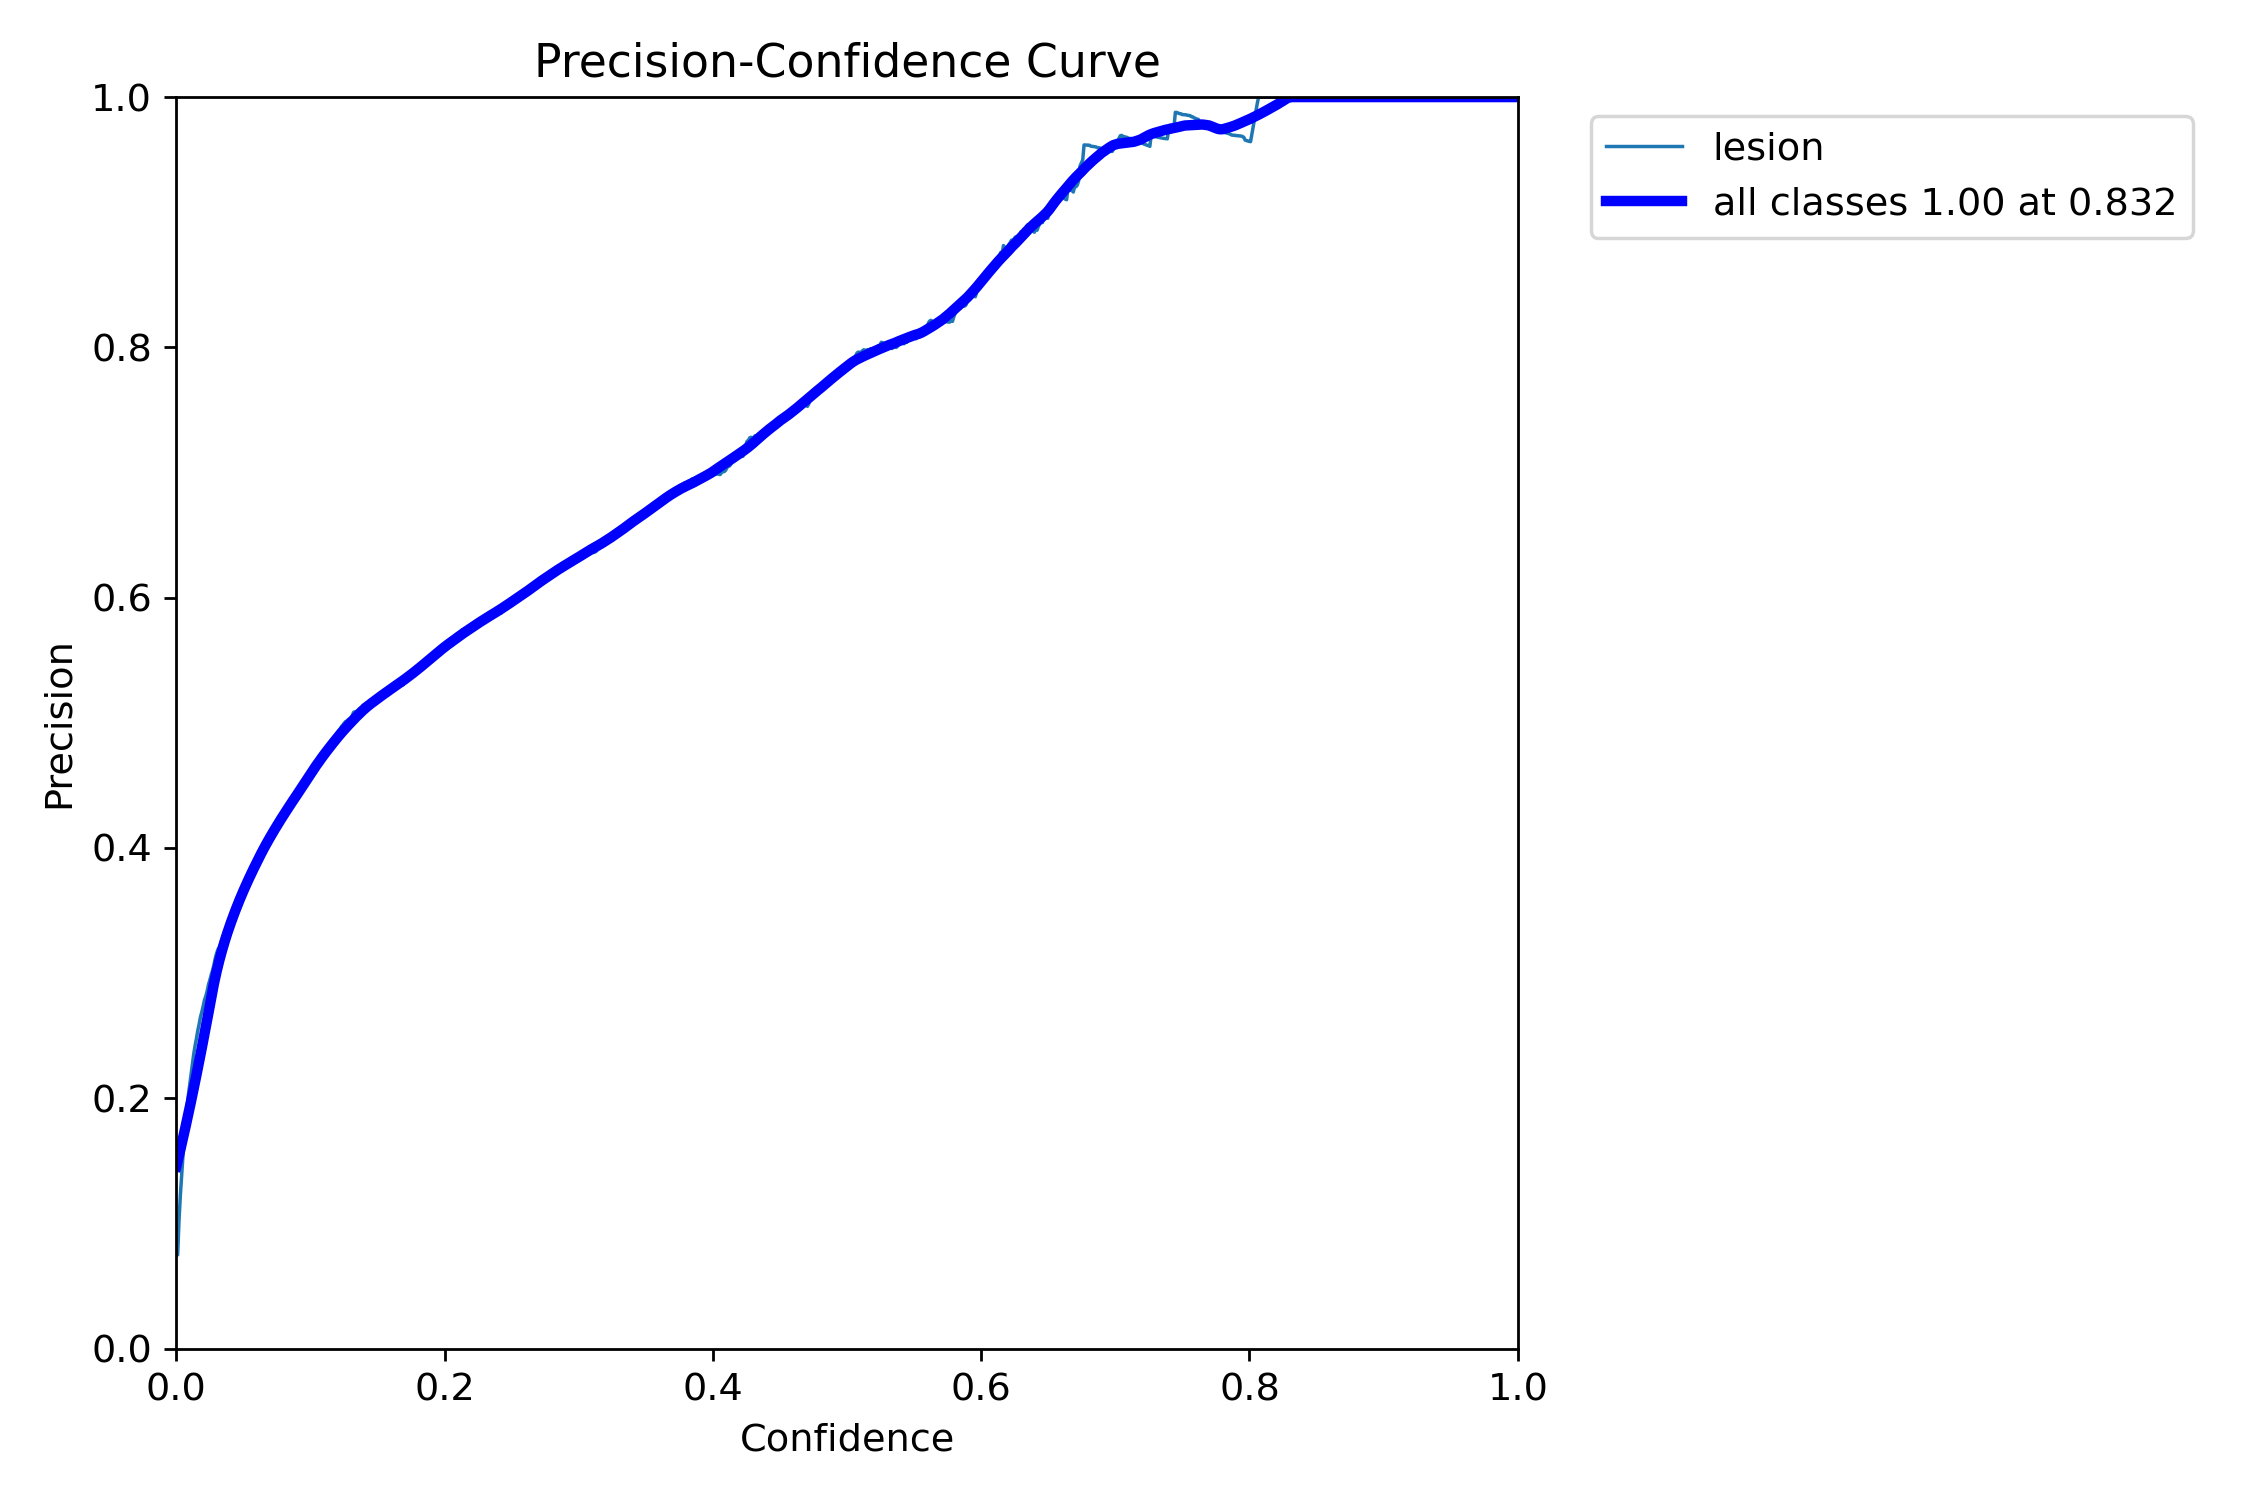 Precision-Confidence Curve
1.0
0.8
0.6
0.4
0.2
0.0
Precision
0.0 0.2 0.4 0.6 0.8 1.0
Confidence
lesion
all classes 1.00 at 0.832